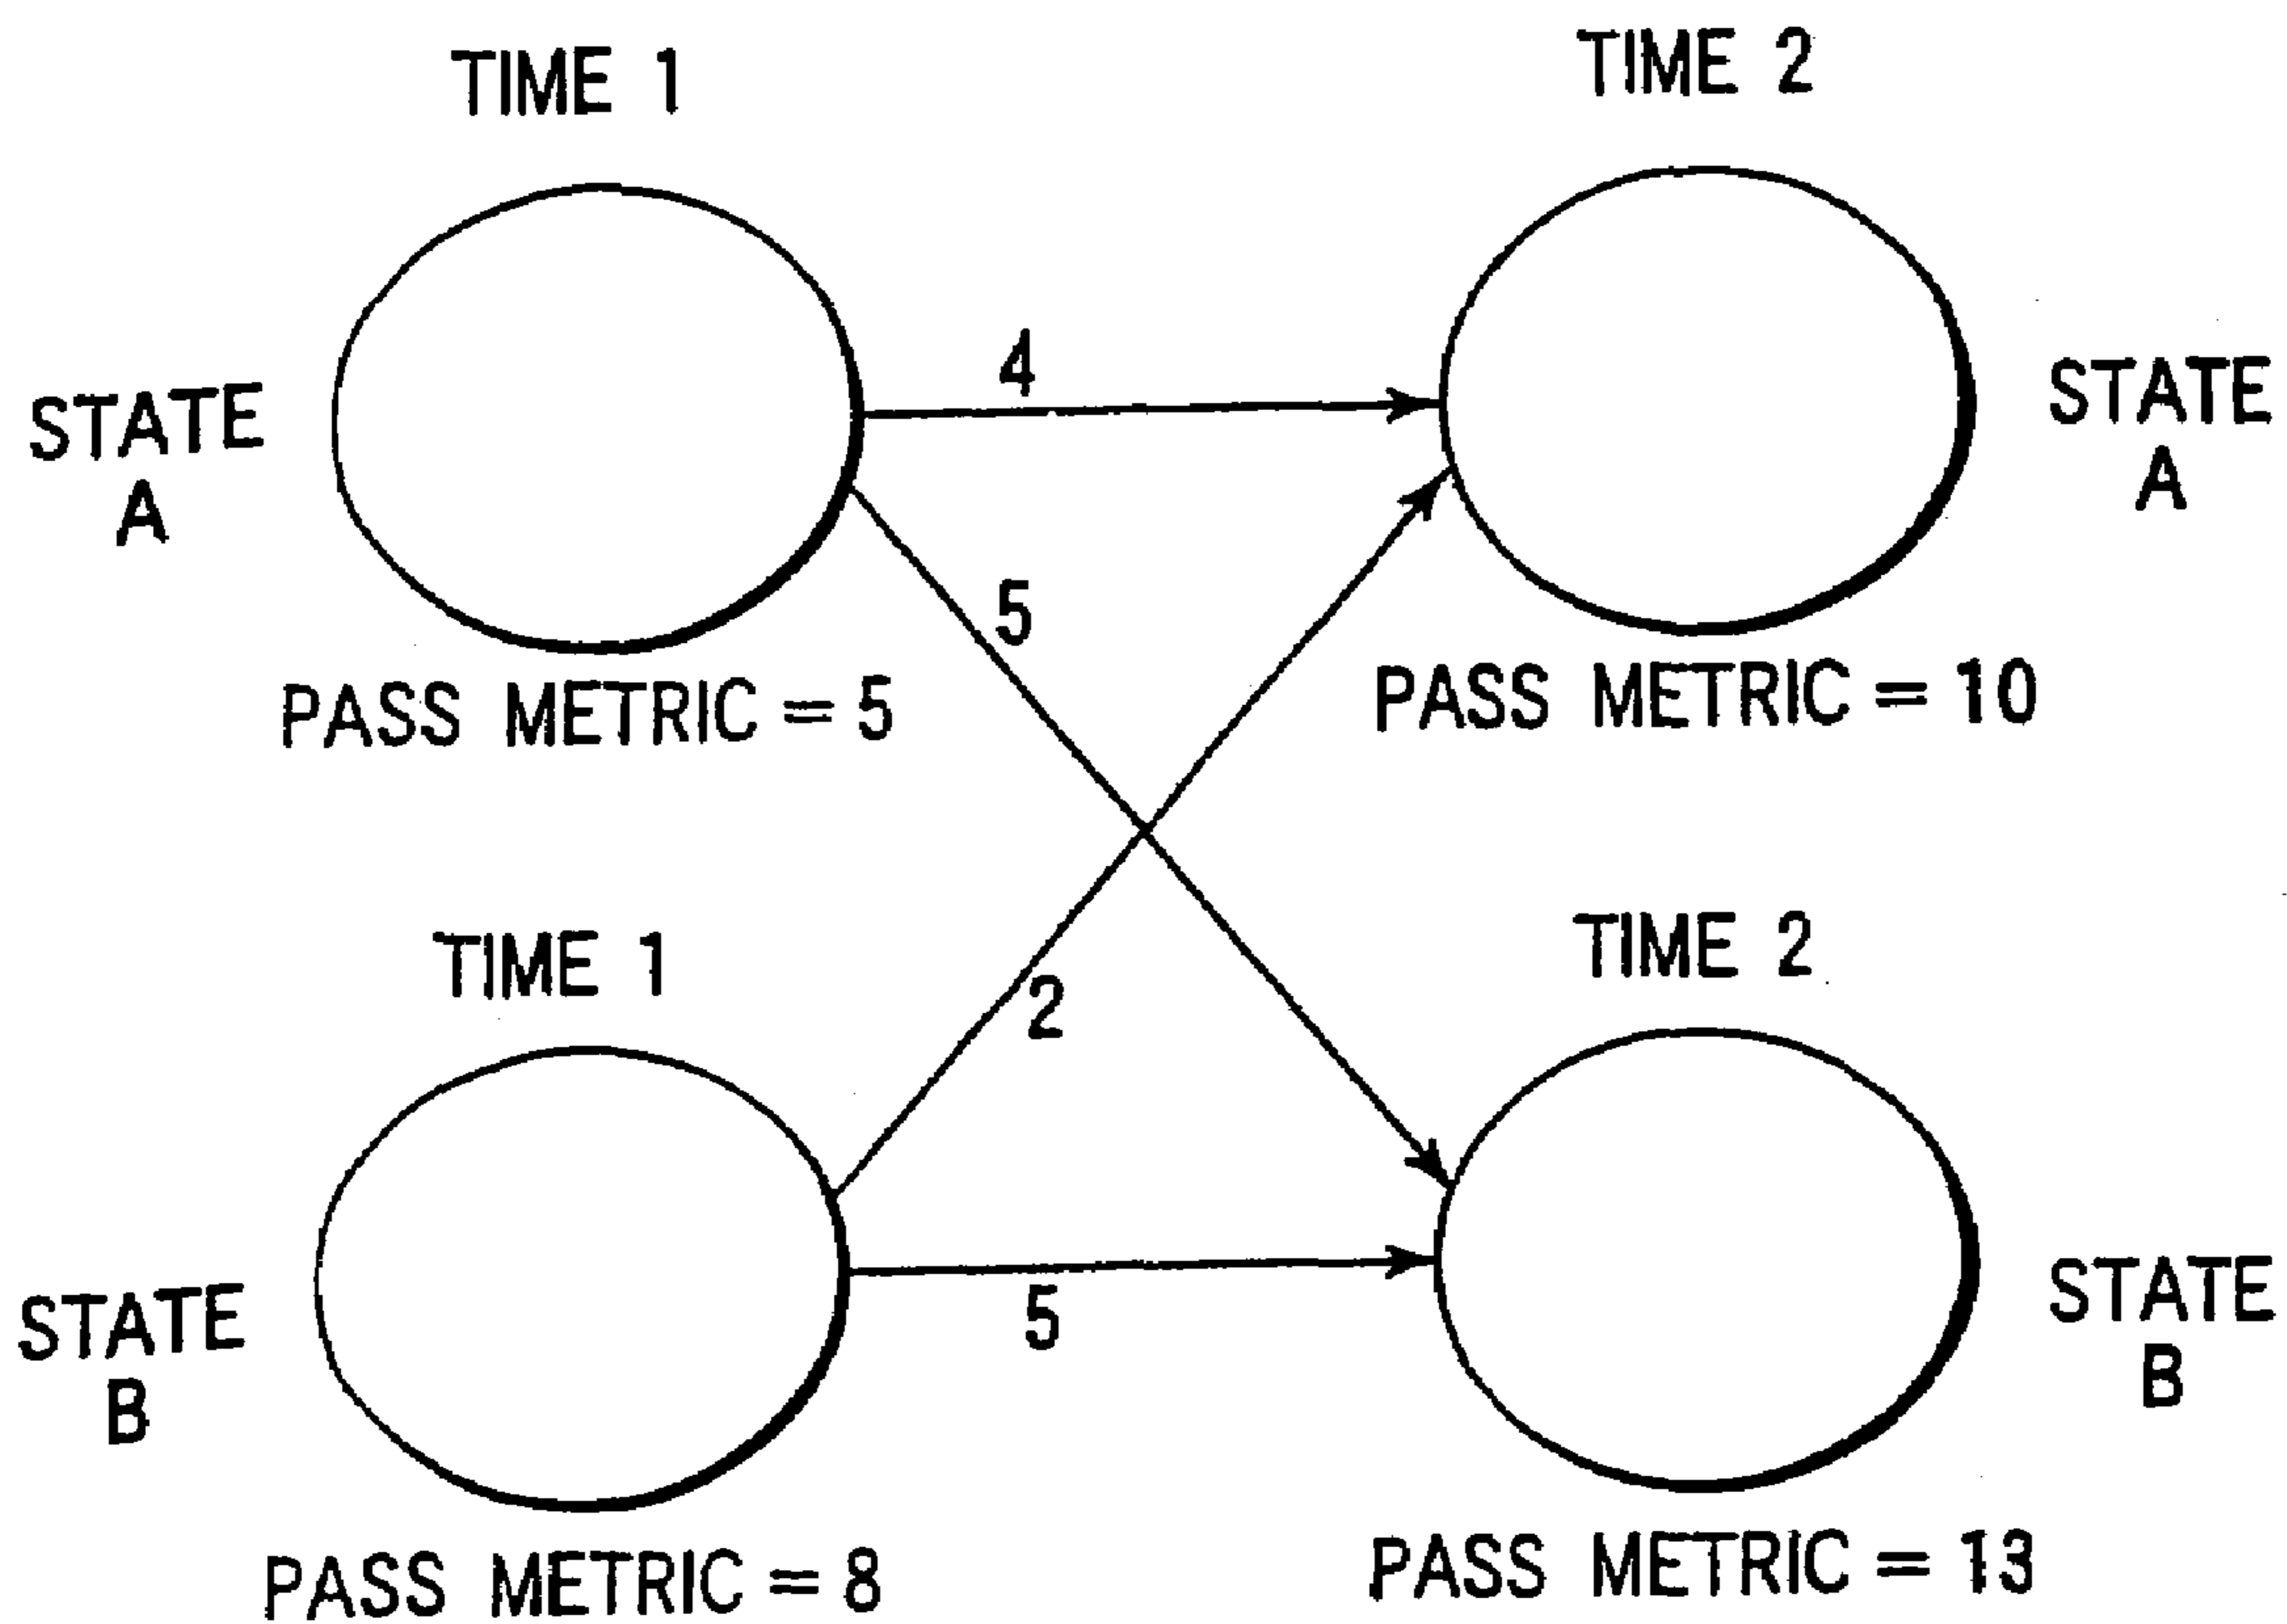 TIME 1
TIME 2
STATE
A
4
STATE
A
5
PASS METRIC = 5
PASS METRIC = 10
TIME 1
TIME 2
2
STATE
B
5
STATE
B
PASS METRIC = 8
PASS METRIC = 13